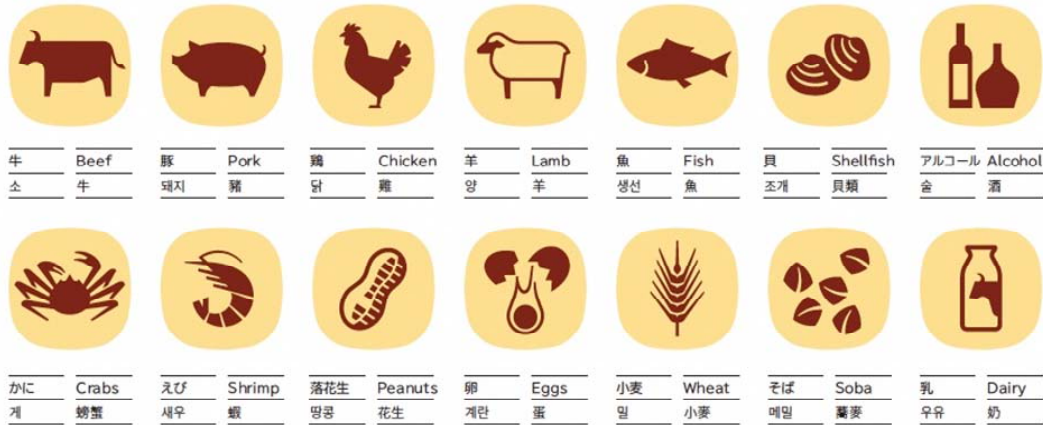 牛 Beef 豚 Pork 鶏 Chicken 羊 Lamb 魚 Fish 貝 Shellfish アルコール Alcohol
소 牛 돼지 豬 닭 雞 양 羊 생선 魚 조개 貝類 술 酒
かに Crabs えび Shrimp 落花生 Peanuts 卵 Eggs 小麦 Wheat そば Soba 乳 Dairy
게 螃蟹 새우 蝦 땅콩 花生 계란 蛋 밀 小麥 메밀 蕎麥 우유 奶